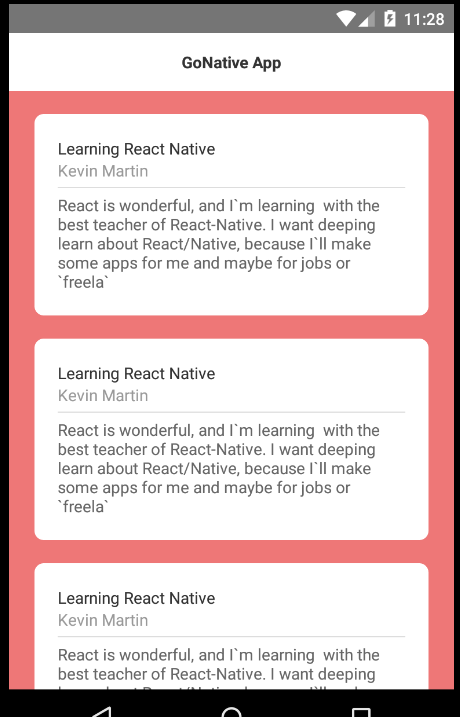 11:28
GoNative App
Learning React Native
Kevin Martin
React is wonderful, and I`m learning  with the
best teacher of React-Native. I want deeping
learn about React/Native, because I`ll make
some apps for me and maybe for jobs or
`freela`
Learning React Native
Kevin Martin
React is wonderful, and I`m learning  with the
best teacher of React-Native. I want deeping
learn about React/Native, because I`ll make
some apps for me and maybe for jobs or
`freela`
Learning React Native
Kevin Martin
React is wonderful, and I`m learning  with the
best teacher of React-Native. I want deeping